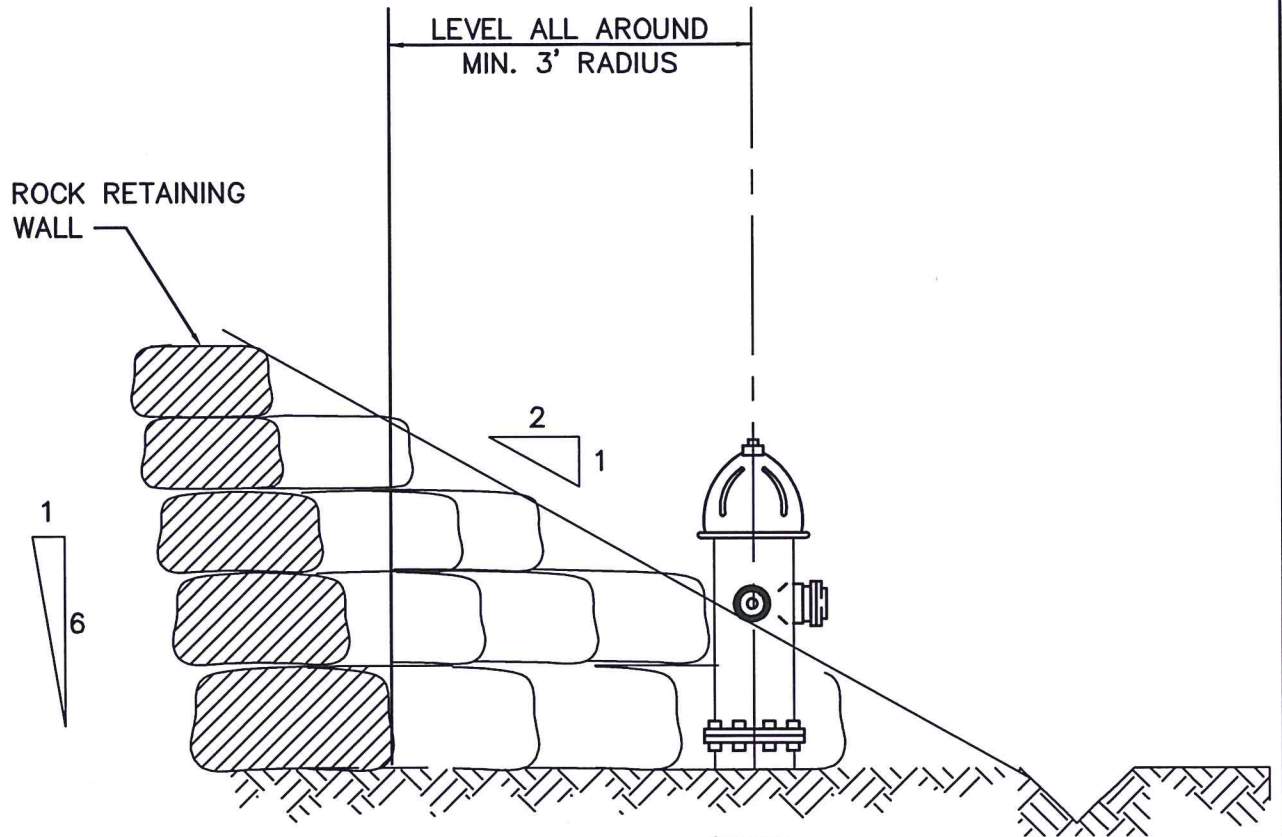 LEVEL ALL AROUND
MIN. 3' RADIUS
ROCK RETAINING
WALL
2
1
1
6